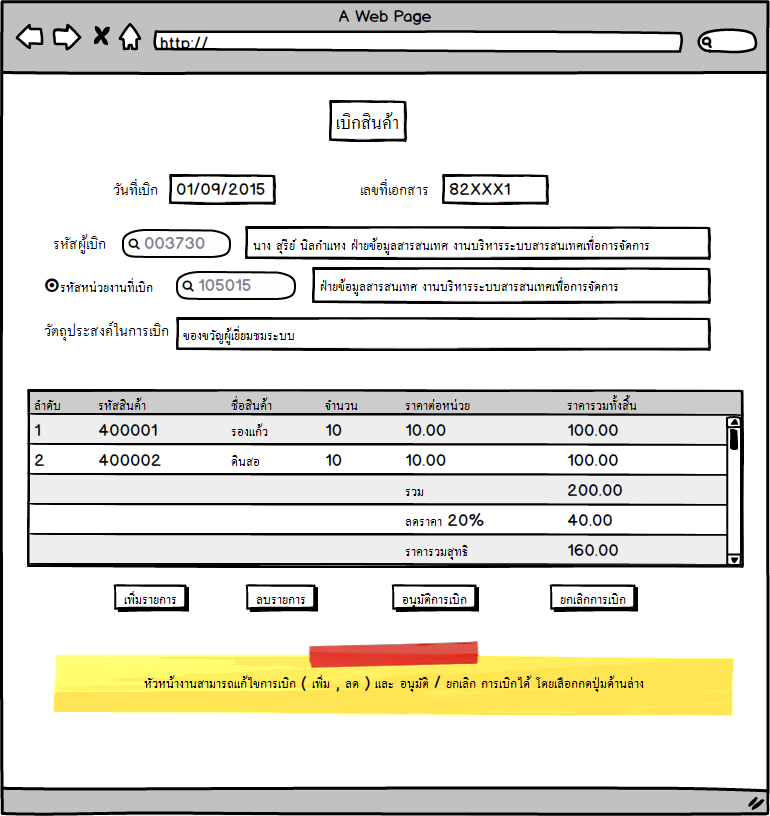 A Web Page
http://
เบิกสินค้า
วันที่เบิก 01/09/2015 เลขที่เอกสาร 82XXX1
รหัสผู้เบิก 003730 นาง สุรีย์ นิลกำแหง ฝ่ายข้อมูลสารสนเทศ งานบริหารระบบสารสนเทศเพื่อการจัดการ
รหัสหน่วยงานที่เบิก 105015 ฝ่ายข้อมูลสารสนเทศ งานบริหารระบบสารสนเทศเพื่อการจัดการ
วัตถุประสงค์ในการเบิก ของขวัญผู้เยี่ยมชมระบบ
ลำดับ รหัสสินค้า ชื่อสินค้า จำนวน ราคาต่อหน่วย ราคารวมทั้งสิ้น
1 400001 รองแก้ว 10 10.00 100.00
2 400002 ดินสอ 10 10.00 100.00
รวม 200.00
ลดราคา 20% 40.00
ราคารวมสุทธิ 160.00
เพิ่มรายการ ลบรายการ อนุมัติการเบิก ยกเลิกการเบิก
หัวหน้างานสามารถแก้ไขการเบิก ( เพิ่ม , ลด ) และ อนุมัติ / ยกเลิก การเบิกได้ โดยเลือกกดปุ่มด้านล่าง